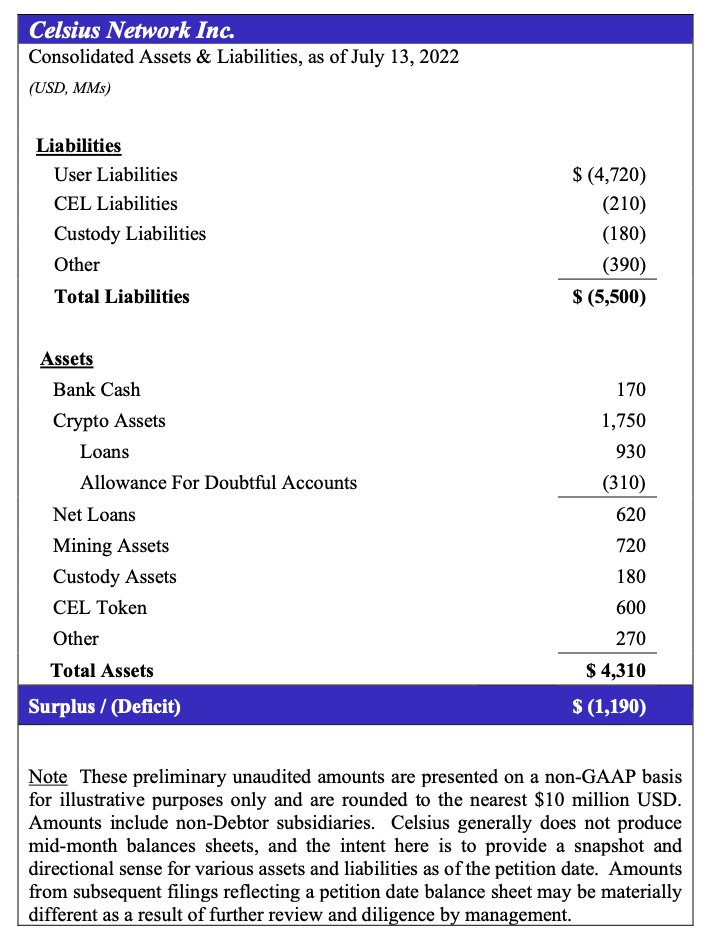 Celsius Network Inc.
Consolidated Assets & Liabilities, as of July 13, 2022
(USD, MMs)
Liabilities
User Liabilities $ (4,720)
CEL Liabilities (210)
Custody Liabilities (180)
Other (390)
Total Liabilities $ (5,500)
Assets
Bank Cash 170
Crypto Assets 1,750
Loans 930
Allowance For Doubtful Accounts (310)
Net Loans 620
Mining Assets 720
Custody Assets 180
CEL Token 600
Other 270
Total Assets $ 4,310
Surplus / (Deficit) $ (1,190)
Note These preliminary unaudited amounts are presented on a non-GAAP basis
for illustrative purposes only and are rounded to the nearest $10 million USD.
Amounts include non-Debtor subsidiaries. Celsius generally does not produce
mid-month balances sheets, and the intent here is to provide a snapshot and
directional sense for various assets and liabilities as of the petition date. Amounts
from subsequent filings reflecting a petition date balance sheet may be materially
different as a result of further review and diligence by management.